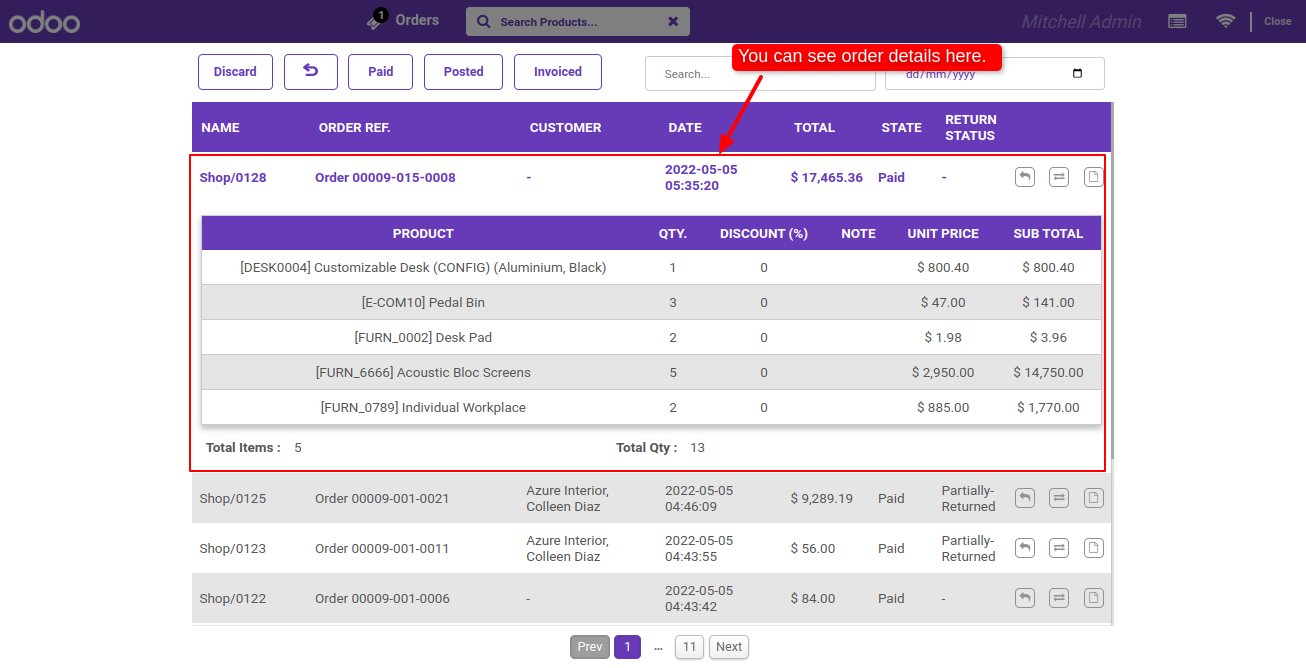 odoo
1
Orders
Search Products...
Mitchell Admin
Close
You can see order details here.
Discard
Paid
Posted
Invoiced
Search...
dd/mm/yyyy
NAME ORDER REF. CUSTOMER DATE TOTAL STATE RETURN
STATUS
Shop/0128 Order 00009-015-0008 - 2022-05-05
05:35:20 $ 17,465.36 Paid -
PRODUCT QTY. DISCOUNT (%) NOTE UNIT PRICE SUB TOTAL
[DESK0004] Customizable Desk (CONFIG) (Aluminium, Black) 1 0 $ 800.40 $ 800.40
[E-COM10] Pedal Bin 3 0 $ 47.00 $ 141.00
[FURN_0002] Desk Pad 2 0 $ 1.98 $ 3.96
[FURN_6666] Acoustic Bloc Screens 5 0 $ 2,950.00 $ 14,750.00
[FURN_0789] Individual Workplace 2 0 $ 885.00 $ 1,770.00
Total Items : 5 Total Qty : 13
Shop/0125 Order 00009-001-0021 Azure Interior, 2022-05-05 $ 9,289.19 Paid Partially-
Colleen Diaz 04:46:09 Returned
Shop/0123 Order 00009-001-0011 Azure Interior, 2022-05-05 $ 56.00 Paid Partially-
Colleen Diaz 04:43:55 Returned
Shop/0122 Order 00009-001-0006 - 2022-05-05 $ 84.00 Paid -
04:43:42
Prev 1 ... 11 Next